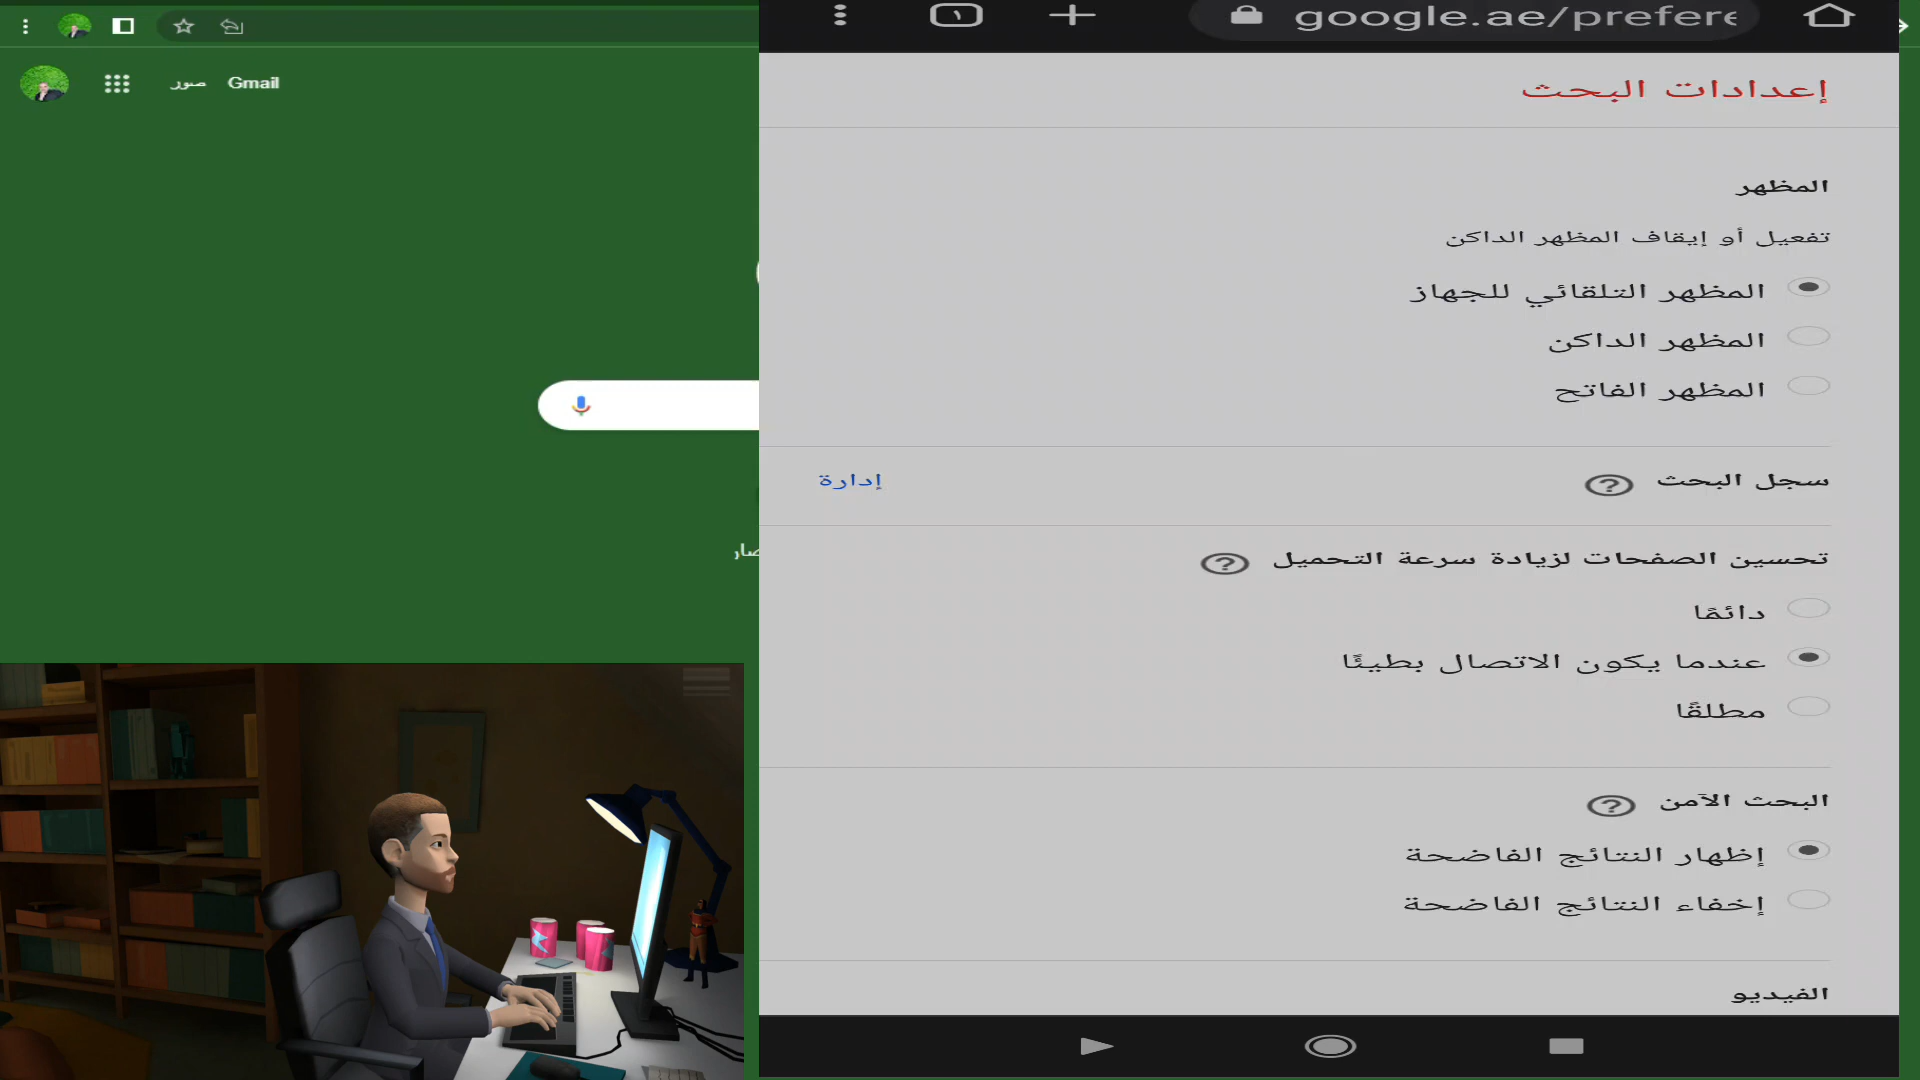 صور
Gmail
١
google.ae/prefere
إعدادات البحث
المظهر
تفعيل أو إيقاف المظهر الداكن
المظهر التلقائي للجهاز
المظهر الداكن
المظهر الفاتح
سجل البحث
إدارة
تحسين الصفحات لزيادة سرعة التحميل
دائمًا
عندما يكون الاتصال بطيئًا
مطلقًا
البحث الآمن
إظهار النتائج الفاضحة
إخفاء النتائج الفاضحة
الفيديو